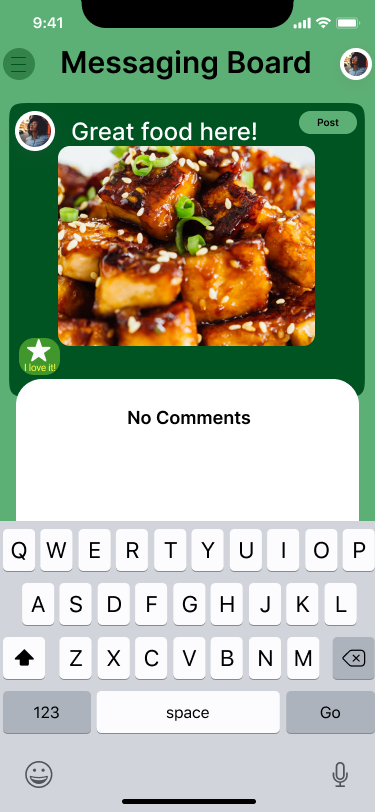 9:41
Messaging Board
Great food here!
Post
I love it!
No Comments
Q W E R T Y U I O P
A S D F G H J K L
Z X C V B N M
123 space Go